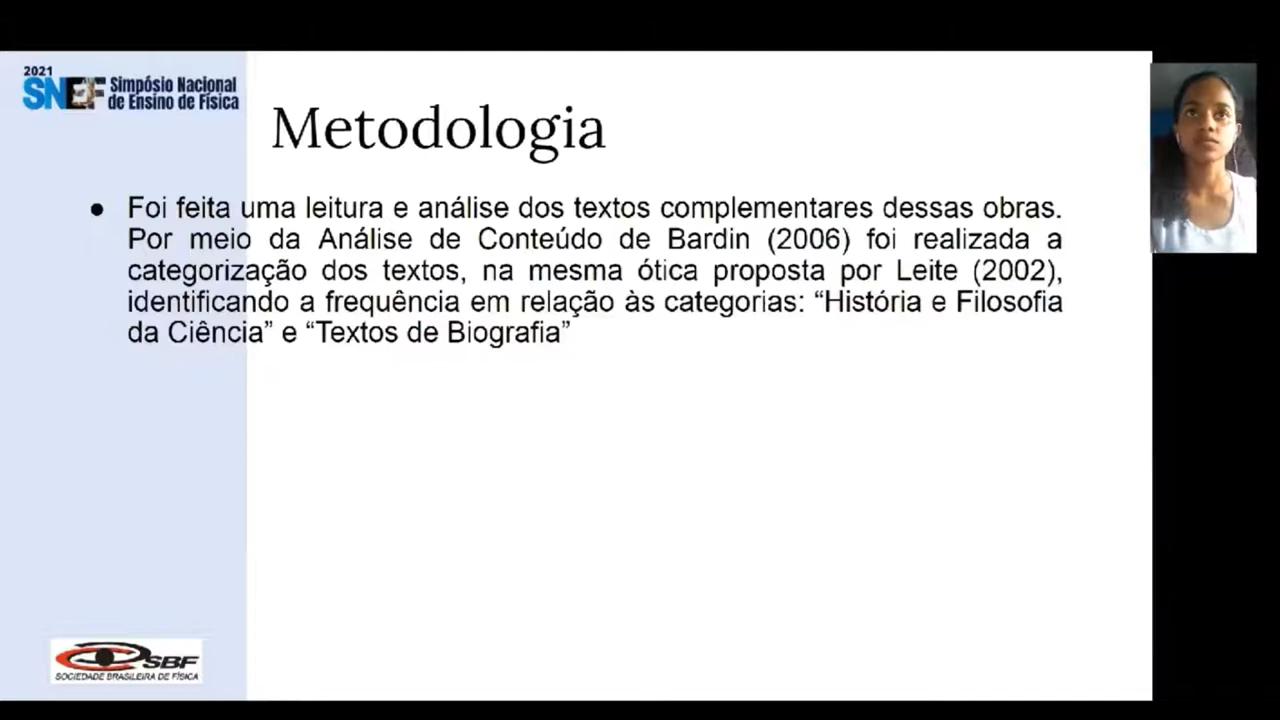 2021
SNEF Simpósio Nacional
de Ensino de Física
Metodologia
● Foi feita uma leitura e análise dos textos complementares dessas obras.
Por meio da Análise de Conteúdo de Bardin (2006) foi realizada a
categorização dos textos, na mesma ótica proposta por Leite (2002),
identificando a frequência em relação às categorias: “História e Filosofia
da Ciência” e “Textos de Biografia”
SBF
SOCIEDADE BRASILEIRA DE FÍSICA